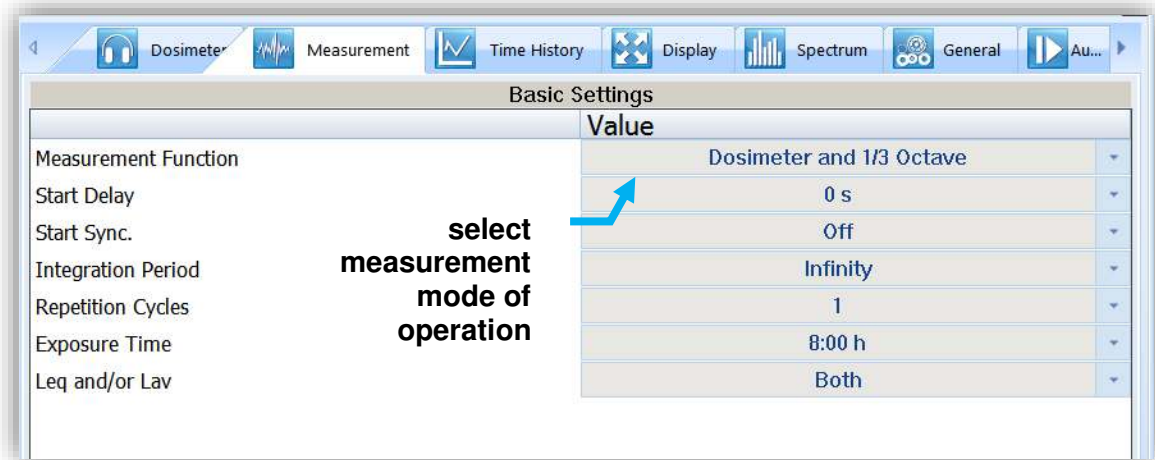 Dosimeter Measurement Time History Display Spectrum General Au...
Basic Settings
Value
Measurement Function Dosimeter and 1/3 Octave
Start Delay 0 s
Start Sync. Off
Integration Period Infinity
Repetition Cycles 1
Exposure Time 8:00 h
Leq and/or Lav Both
select
measurement
mode of
operation